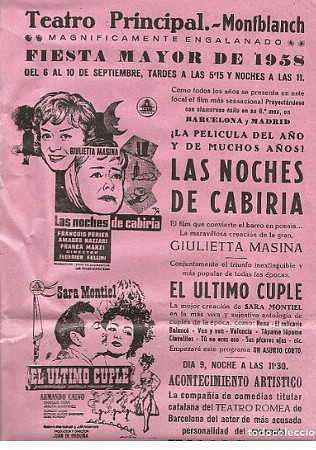 Teatro Principal.-Montblanch
MAGNIFICAMENTE ENGALANADO
FIESTA MAYOR DE 1958
DEL 6 AL 10 DE SEPTIEMBRE, TARDES A LAS 5'15 Y NOCHES A LAS 11.
Como todos los años se presenta en este
local el film más sensacional Proyectándose
con clamoroso éxito en su 6.º mes, en
BARCELONA y MADRID
¡LA PELICULA DEL AÑO
Y DE MUCHOS AÑOS!
LAS NOCHES
DE CABIRIA
El film que convierte el barro en poesía...
La maravillosa creación de la gran.
GIULIETTA MASINA
GIULIETTA MASINA
Las noches de cabiria
FRANÇOIS PERIER
AMADEO NAZZARI
FRANCA MARZI
DIRECTOR
FEDERICO FELLINI
Conjuntamente el triunfo inextinguible y
más popular de todas las épocas.
EL ULTIMO CUPLE
La mejor creación de SARA MONTIEL
en la más viva y sugestiva antología de
cuplés de la época, como: Nena - El relicario
Balancé - Ven y ven - Valencia - Tápame tápame
Clavelitos - Tú no eres eso - Sus pícaros ojos - etc.
Empezará este programa UN ASUNTO CORTO.
Sara Montiel
EL ULTIMO CUPLE
ARMANDO CALVO
JUAN DE ORDUÑA
DIA 9, NOCHE A LAS 11'30.
ACONTECIMIENTO ARTISTICO
La compañía de comedias titular
catalana del TEATRO ROMEA de
Barcelona del autor de más acusada
personalidad del
todocoleccion